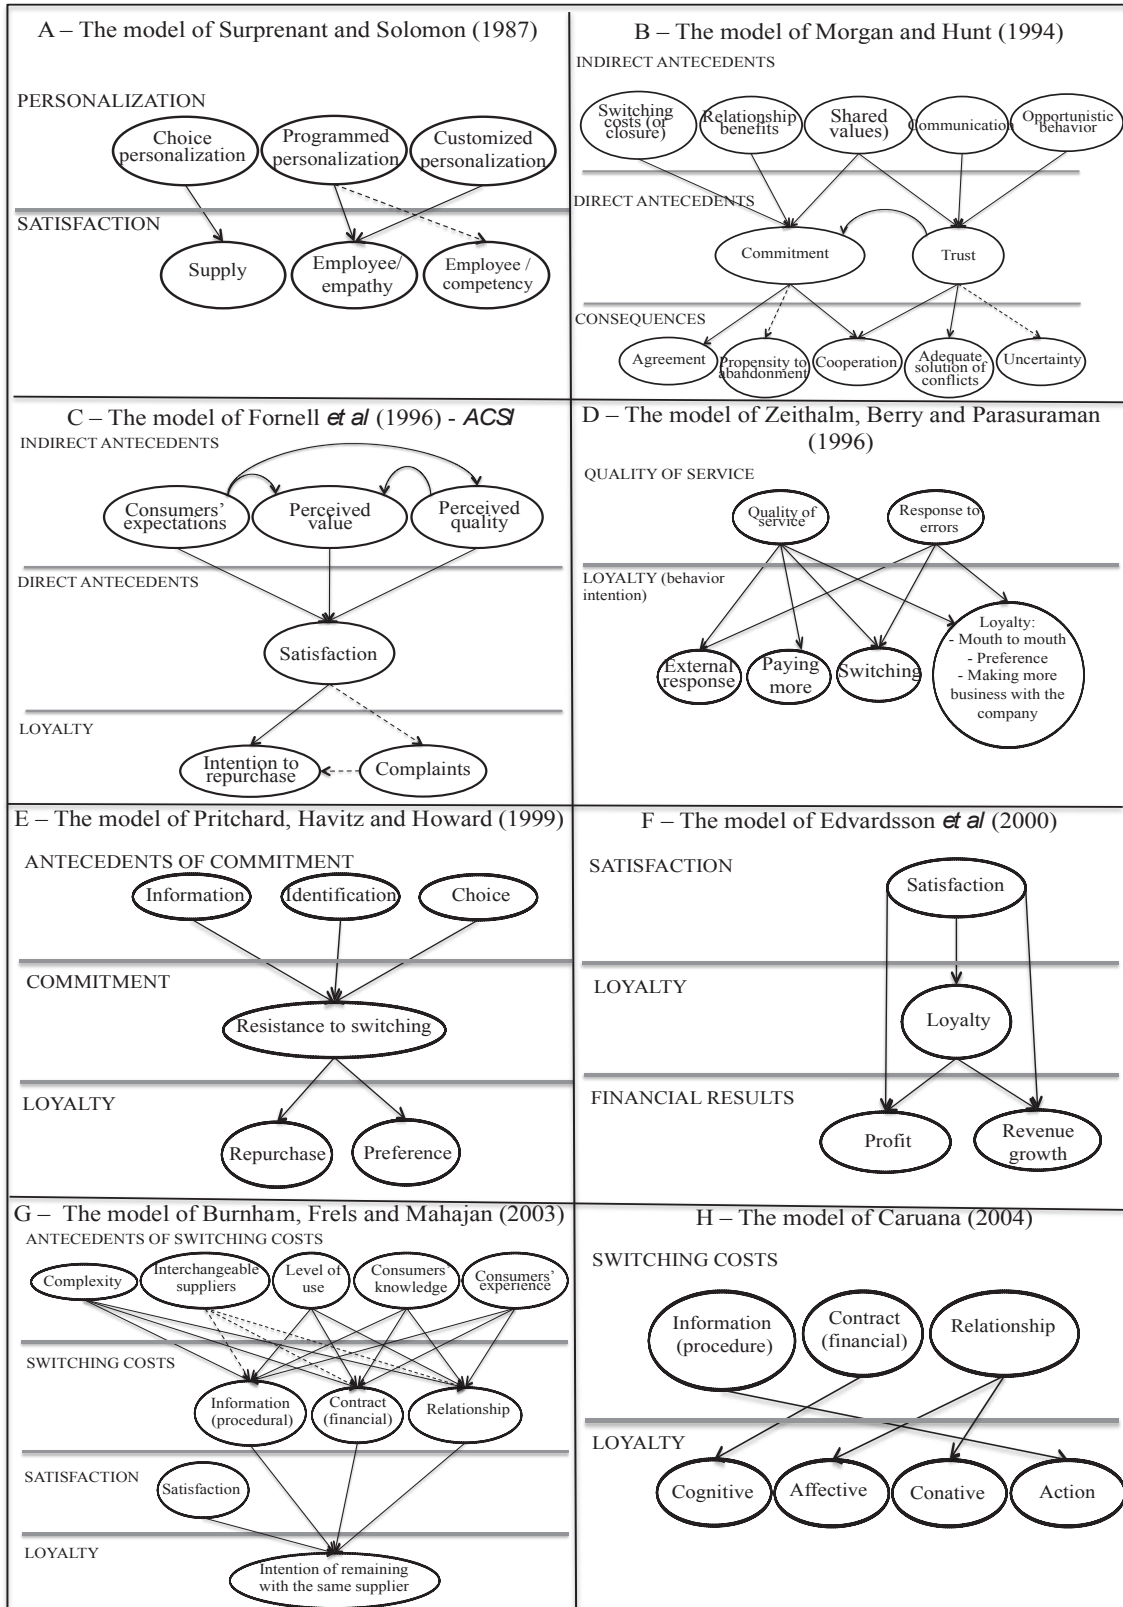 A – The model of Surprenant and Solomon (1987)
PERSONALIZATION
Choice
personalization
Programmed
personalization
Customized
personalization
SATISFACTION
Supply
Employee/
empathy
Employee /
competency
B – The model of Morgan and Hunt (1994)
INDIRECT ANTECEDENTS
Switching
costs (or
closure)
Relationship
benefits
Shared
values)
Communication
Opportunistic
behavior
DIRECT ANTECEDENTS
Commitment
Trust
CONSEQUENCES
Agreement
Propensity to
abandonment
Cooperation
Adequate
solution of
conflicts
Uncertainty
C – The model of Fornell et al (1996) - ACSI
INDIRECT ANTECEDENTS
Consumers’
expectations
Perceived
value
Perceived
quality
DIRECT ANTECEDENTS
Satisfaction
LOYALTY
Intention to
repurchase
Complaints
D – The model of Zeithalm, Berry and Parasuraman
(1996)
QUALITY OF SERVICE
Quality of
service
Response to
errors
LOYALTY (behavior
intention)
External
response
Paying
more
Switching
Loyalty:
- Mouth to mouth
- Preference
- Making more
business with the
company
E – The model of Pritchard, Havitz and Howard (1999)
ANTECEDENTS OF COMMITMENT
Information
Identification
Choice
COMMITMENT
Resistance to switching
LOYALTY
Repurchase
Preference
F – The model of Edvardsson et al (2000)
SATISFACTION
Satisfaction
LOYALTY
Loyalty
FINANCIAL RESULTS
Profit
Revenue
growth
G – The model of Burnham, Frels and Mahajan (2003)
ANTECEDENTS OF SWITCHING COSTS
Complexity
Interchangeable
suppliers
Level of
use
Consumers
knowledge
Consumers’
experience
SWITCHING COSTS
Information
(procedural)
Contract
(financial)
Relationship
SATISFACTION
Satisfaction
LOYALTY
Intention of remaining
with the same supplier
H – The model of Caruana (2004)
SWITCHING COSTS
Information
(procedure)
Contract
(financial)
Relationship
LOYALTY
Cognitive
Affective
Conative
Action